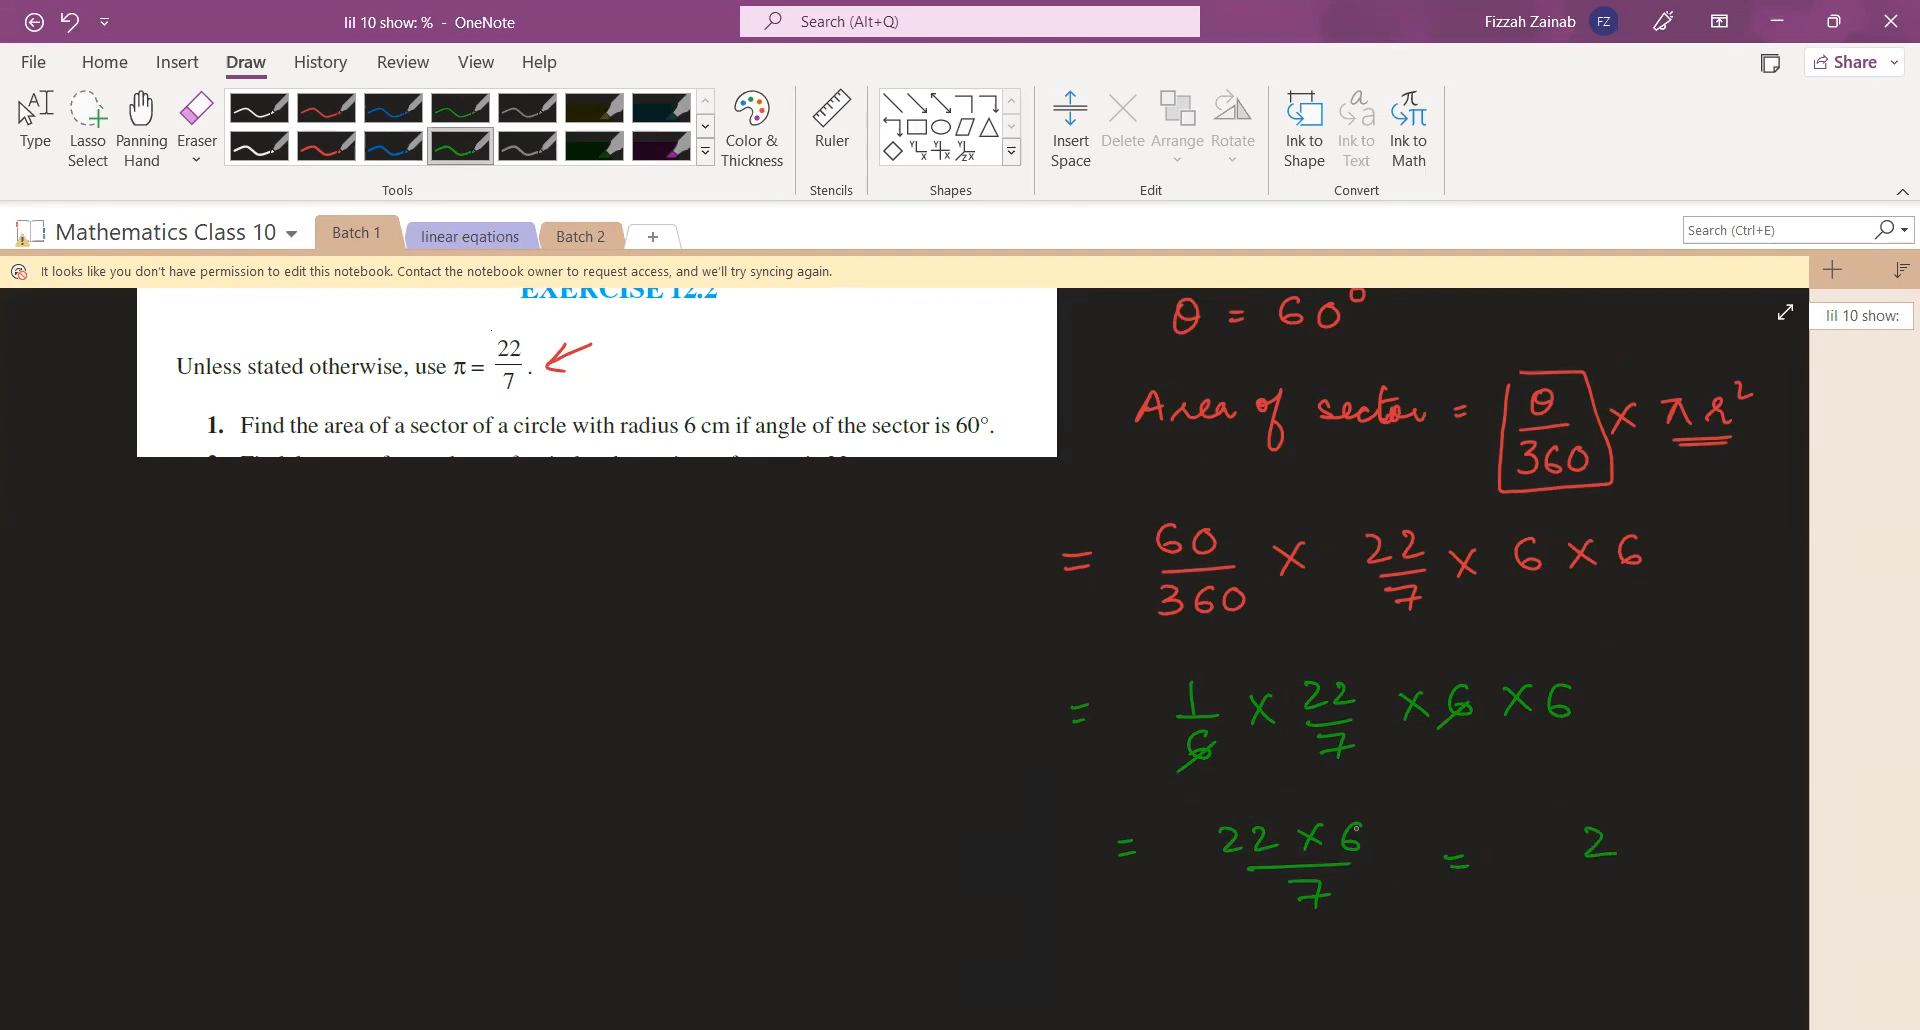 lil 10 show: % - OneNote
Search (Alt+Q)
Fizzah Zainab
FZ
File Home Insert Draw History Review View Help
Share
Type
Lasso Select
Panning Hand
Eraser
Color & Thickness
Ruler
Insert Space
Delete
Arrange
Rotate
Ink to Shape
Ink to Text
Ink to Math
Tools
Stencils
Shapes
Edit
Convert
Mathematics Class 10
Batch 1
linear eqations
Batch 2
Search (Ctrl+E)
It looks like you don't have permission to edit this notebook. Contact the notebook owner to request access, and we'll try syncing again.
lil 10 show:
EXERCISE 12.2
Unless stated otherwise, use π = 22/7.
1. Find the area of a sector of a circle with radius 6 cm if angle of the sector is 60°.
θ = 60°
Area of sector = θ/360 × πr²
= 60/360 × 22/7 × 6 × 6
= 1/6 × 22/7 × 6 × 6
= 22 × 6/7 = 2